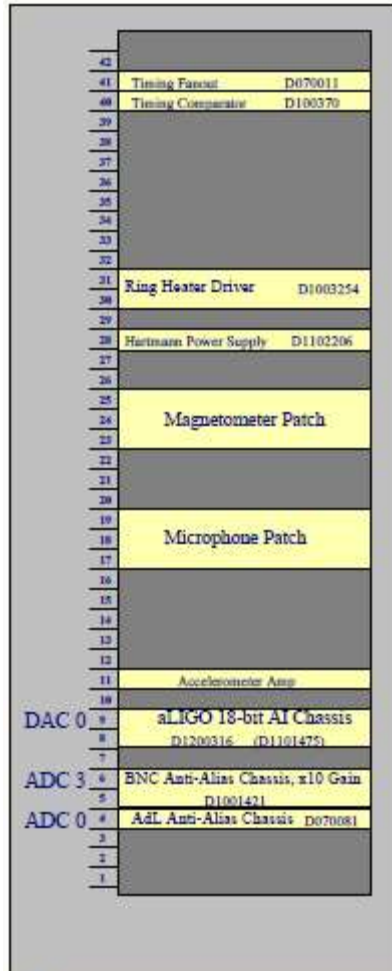 42
41 Timing Fanout D070011
40 Timing Comparator D100370
39
38
37
36
35
34
33
32
31
Ring Heater Driver D1003254
30
29
28 Hartmann Power Supply D1102206
27
26
25
24 Magnetometer Patch
23
22
21
20
19
18 Microphone Patch
17
16
15
14
13
12
11 Accelerometer Amp
10
DAC 0 9 aLIGO 18-bit AI Chassis
8 D1200316 (D1101475)
7
ADC 3 6 BNC Anti-Alias Chassis, x10 Gain
5 D1001421
ADC 0 4 AdL Anti-Alias Chassis D070081
3
2
1